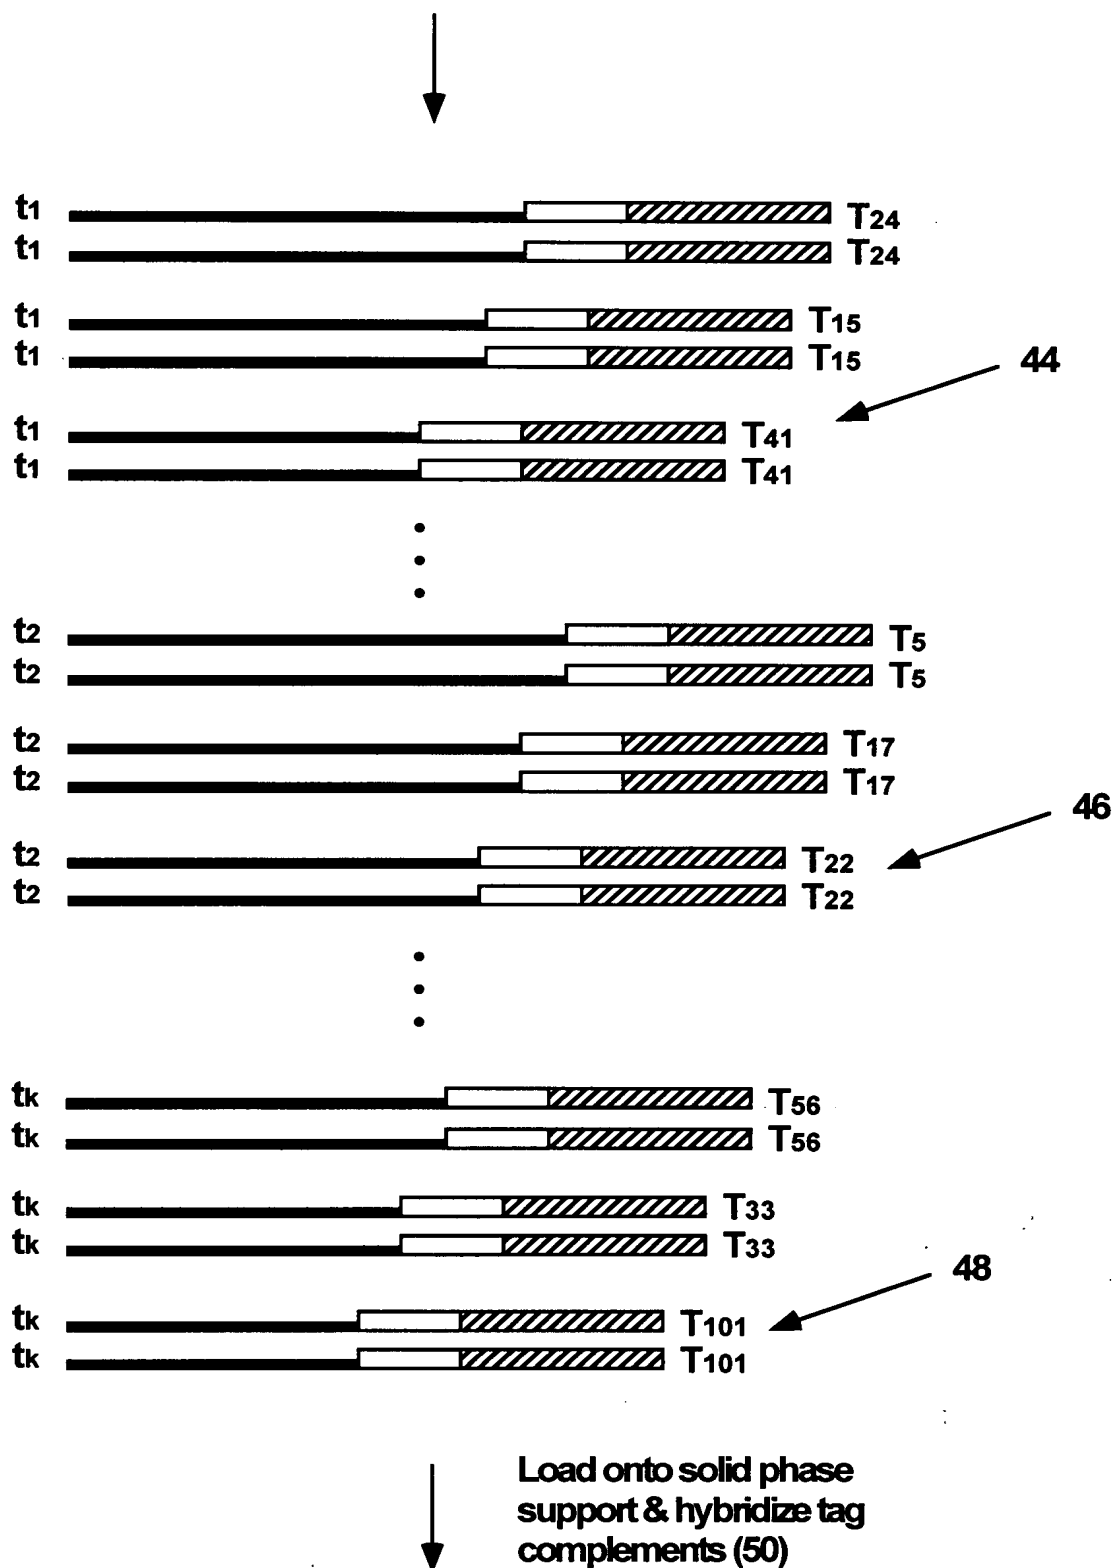 t1 T24
t1 T24
t1 T15
t1 T15
44
t1 T41
t1 T41
t2 T5
t2 T5
t2 T17
t2 T17
46
t2 T22
t2 T22
tk T56
tk T56
tk T33
tk T33
48
tk T101
tk T101
Load onto solid phase
support & hybridize tag
complements (50)